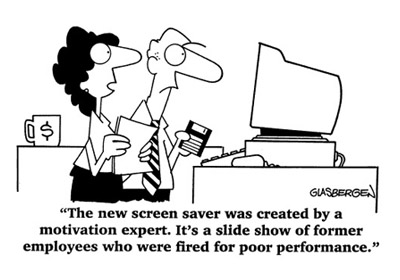 $
GLASBERGEN
“The new screen saver was created by a
motivation expert. It’s a slide show of former
employees who were fired for poor performance.”